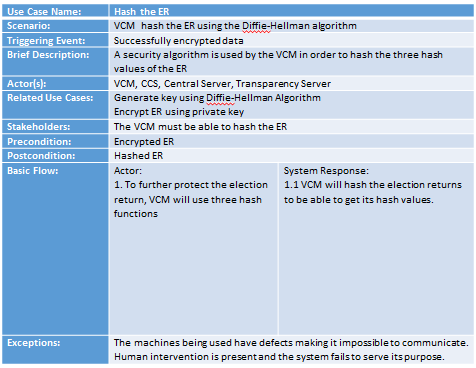 Use Case Name: Hash the ER
Scenario: VCM hash the ER using the Diffie-Hellman algorithm
Triggering Event: Successfully encrypted data
Brief Description: A security algorithm is used by the VCM in order to hash the three hash
values of the ER
Actor(s): VCM, CCS, Central Server, Transparency Server
Related Use Cases: Generate key using Diffie-Hellman Algorithm
Encrypt ER using private key
Stakeholders: The VCM must be able to hash the ER
Precondition: Encrypted ER
Postcondition: Hashed ER
Basic Flow: Actor: System Response:
1. To further protect the election 1.1 VCM will hash the election returns
return, VCM will use three hash to be able to get its hash values.
functions
Exceptions: The machines being used have defects making it impossible to communicate.
Human intervention is present and the system fails to serve its purpose.